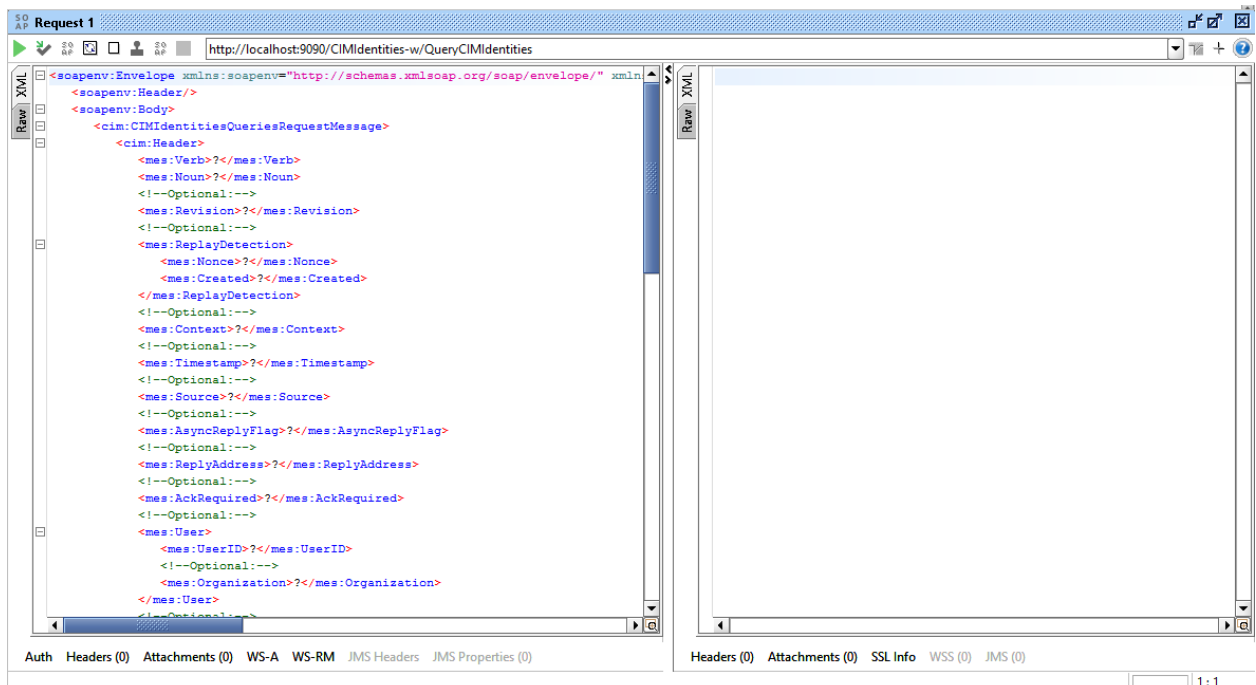 SO AP Request 1
http://localhost:9090/CIMIdentities-w/QueryCIMIdentities
XML
Raw
<soapenv:Envelope xmlns:soapenv="http://schemas.xmlsoap.org/soap/envelope/" xmln
<soapenv:Header/>
<soapenv:Body>
<cim:CIMIdentitiesQueriesRequestMessage>
<cim:Header>
<mes:Verb>?</mes:Verb>
<mes:Noun>?</mes:Noun>
<!--Optional:-->
<mes:Revision>?</mes:Revision>
<!--Optional:-->
<mes:ReplayDetection>
<mes:Nonce>?</mes:Nonce>
<mes:Created>?</mes:Created>
</mes:ReplayDetection>
<!--Optional:-->
<mes:Context>?</mes:Context>
<!--Optional:-->
<mes:Timestamp>?</mes:Timestamp>
<!--Optional:-->
<mes:Source>?</mes:Source>
<!--Optional:-->
<mes:AsyncReplyFlag>?</mes:AsyncReplyFlag>
<!--Optional:-->
<mes:ReplyAddress>?</mes:ReplyAddress>
<!--Optional:-->
<mes:AckRequired>?</mes:AckRequired>
<!--Optional:-->
<mes:User>
<mes:UserID>?</mes:UserID>
<!--Optional:-->
<mes:Organization>?</mes:Organization>
</mes:User>
<!--Optional:-->
XML
Raw
Auth Headers (0) Attachments (0) WS-A WS-RM JMS Headers JMS Properties (0)
Headers (0) Attachments (0) SSL Info WSS (0) JMS (0)
1:1